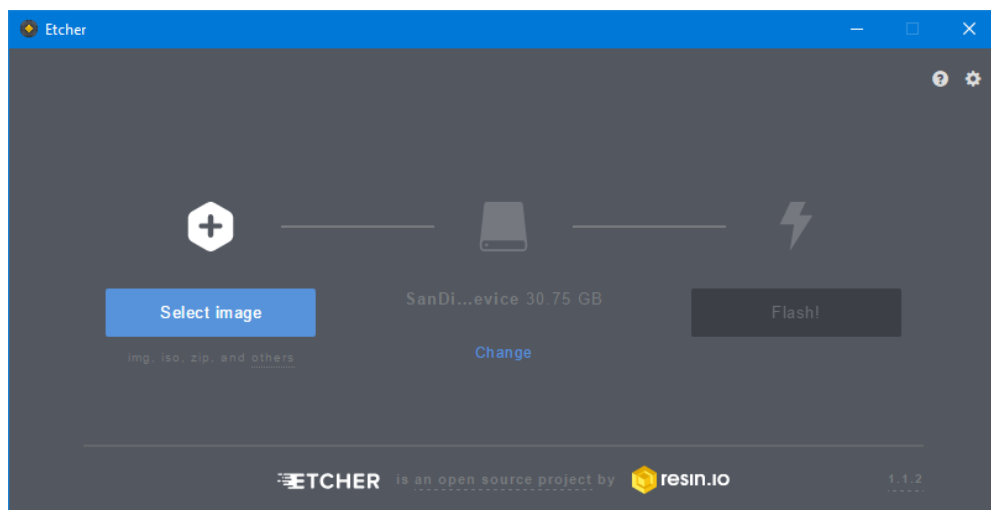 Etcher
Select image
SanDi...evice 30.75 GB
Flash!
img, iso, zip, and others
Change
ETCHER is an open source project by resin.io
1.1.2